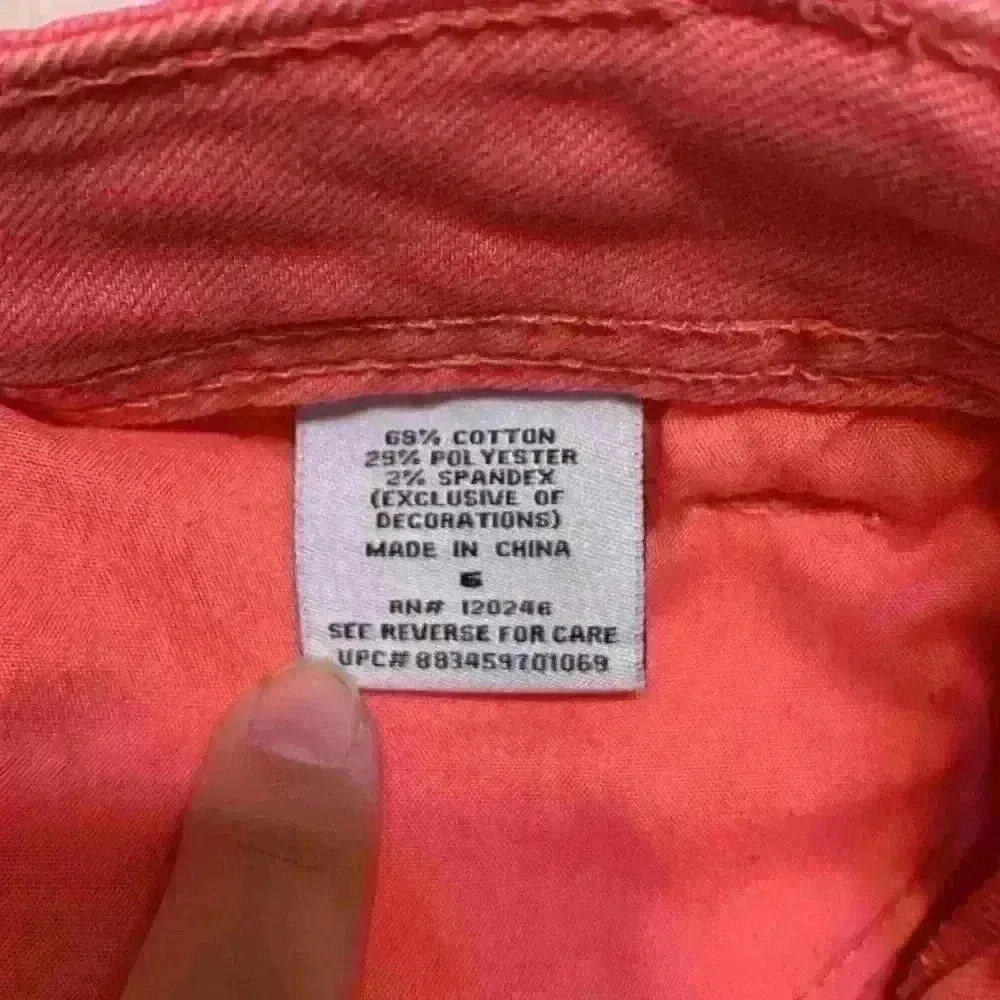 69% COTTON
29% POLYESTER
2% SPANDEX
(EXCLUSIVE OF
DECORATIONS)
MADE IN CHINA
6
RN# 120246
SEE REVERSE FOR CARE
UPC# 883459701069